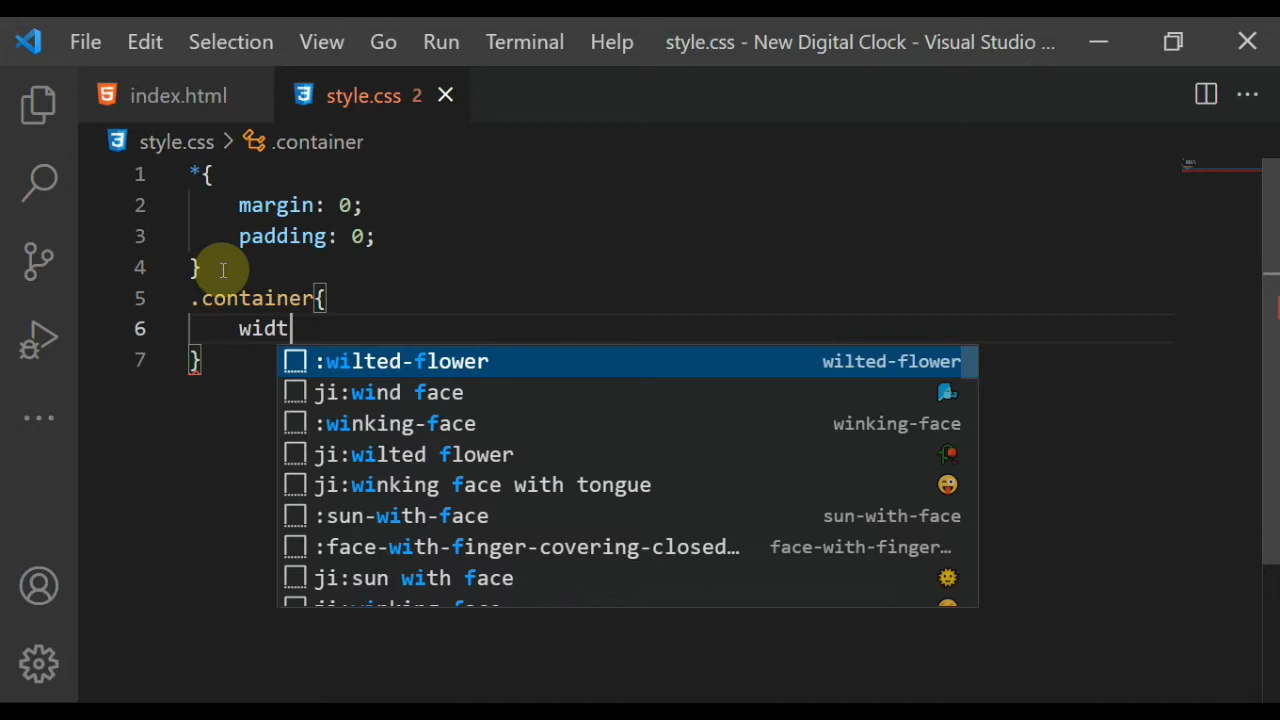 File Edit Selection View Go Run Terminal Help style.css - New Digital Clock - Visual Studio ...
index.html style.css 2
style.css > .container
1 *{
2 margin: 0;
3 padding: 0;
4 }
5 .container{
6 widt
7 }
:wilted-flower wilted-flower
ji:wind face
:winking-face winking-face
ji:wilted flower
ji:winking face with tongue
:sun-with-face sun-with-face
:face-with-finger-covering-closed… face-with-finger…
ji:sun with face
ji:winking face